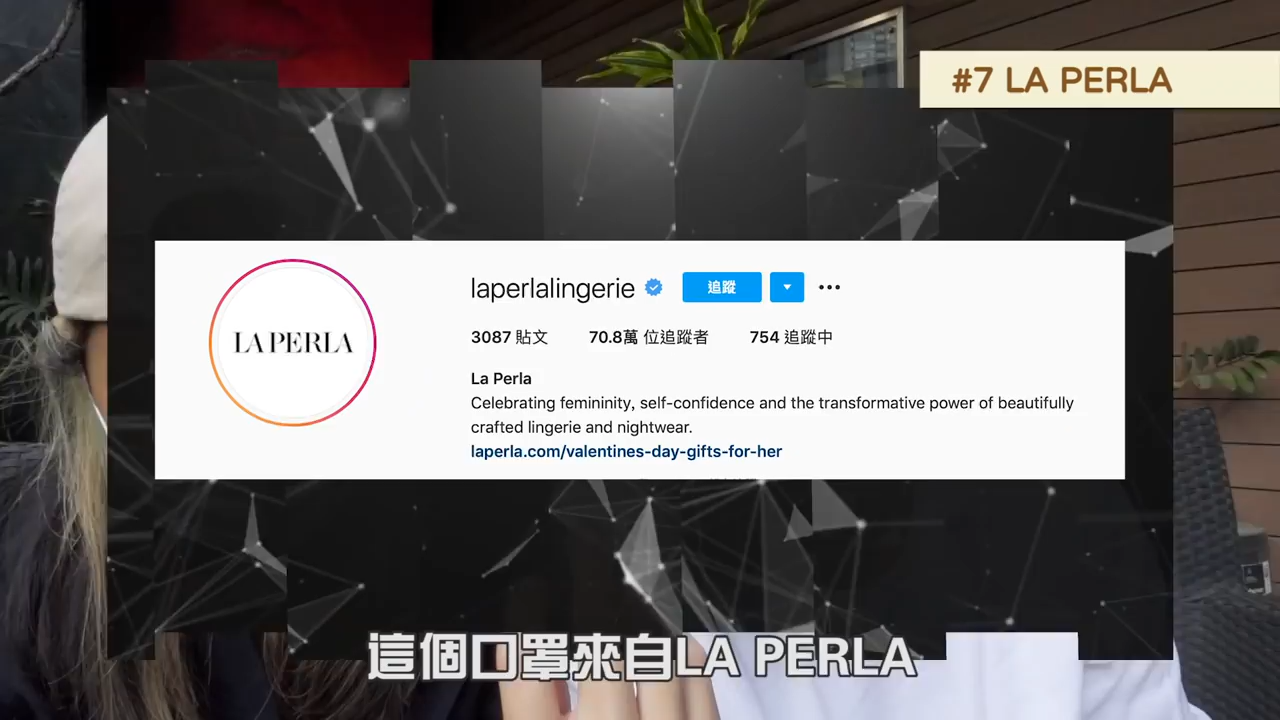 #7 LA PERLA
LA PERLA
laperlalingerie
追蹤
3087 貼文 70.8萬 位追蹤者 754 追蹤中
La Perla
Celebrating femininity, self-confidence and the transformative power of beautifully
crafted lingerie and nightwear.
laperla.com/valentines-day-gifts-for-her
這個口罩來自LA PERLA